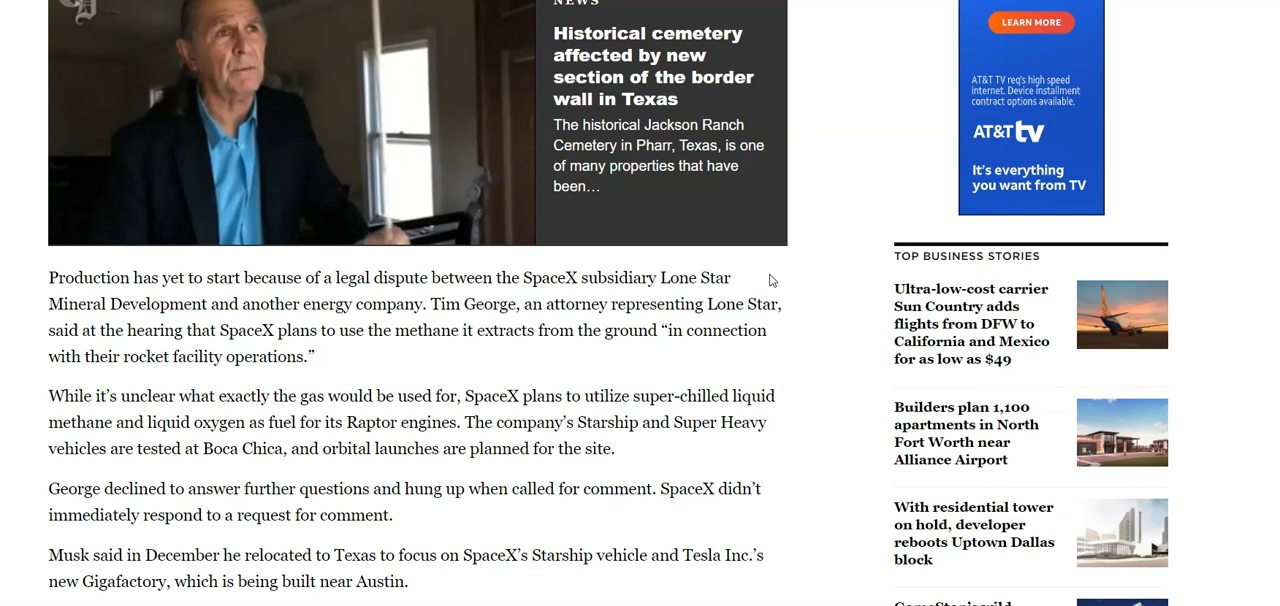 NEWS
Historical cemetery
affected by new
section of the border
wall in Texas
The historical Jackson Ranch
Cemetery in Pharr, Texas, is one
of many properties that have
been…
Production has yet to start because of a legal dispute between the SpaceX subsidiary Lone Star
Mineral Development and another energy company. Tim George, an attorney representing Lone Star,
said at the hearing that SpaceX plans to use the methane it extracts from the ground “in connection
with their rocket facility operations.”
While it’s unclear what exactly the gas would be used for, SpaceX plans to utilize super-chilled liquid
methane and liquid oxygen as fuel for its Raptor engines. The company’s Starship and Super Heavy
vehicles are tested at Boca Chica, and orbital launches are planned for the site.
George declined to answer further questions and hung up when called for comment. SpaceX didn’t
immediately respond to a request for comment.
Musk said in December he relocated to Texas to focus on SpaceX’s Starship vehicle and Tesla Inc.’s
new Gigafactory, which is being built near Austin.
LEARN MORE
AT&T TV req's high speed
internet. Device installment
contract options available.
AT&T tv
It's everything
you want from TV
TOP BUSINESS STORIES
Ultra-low-cost carrier
Sun Country adds
flights from DFW to
California and Mexico
for as low as $49
Builders plan 1,100
apartments in North
Fort Worth near
Alliance Airport
With residential tower
on hold, developer
reboots Uptown Dallas
block
GameStop’s wild